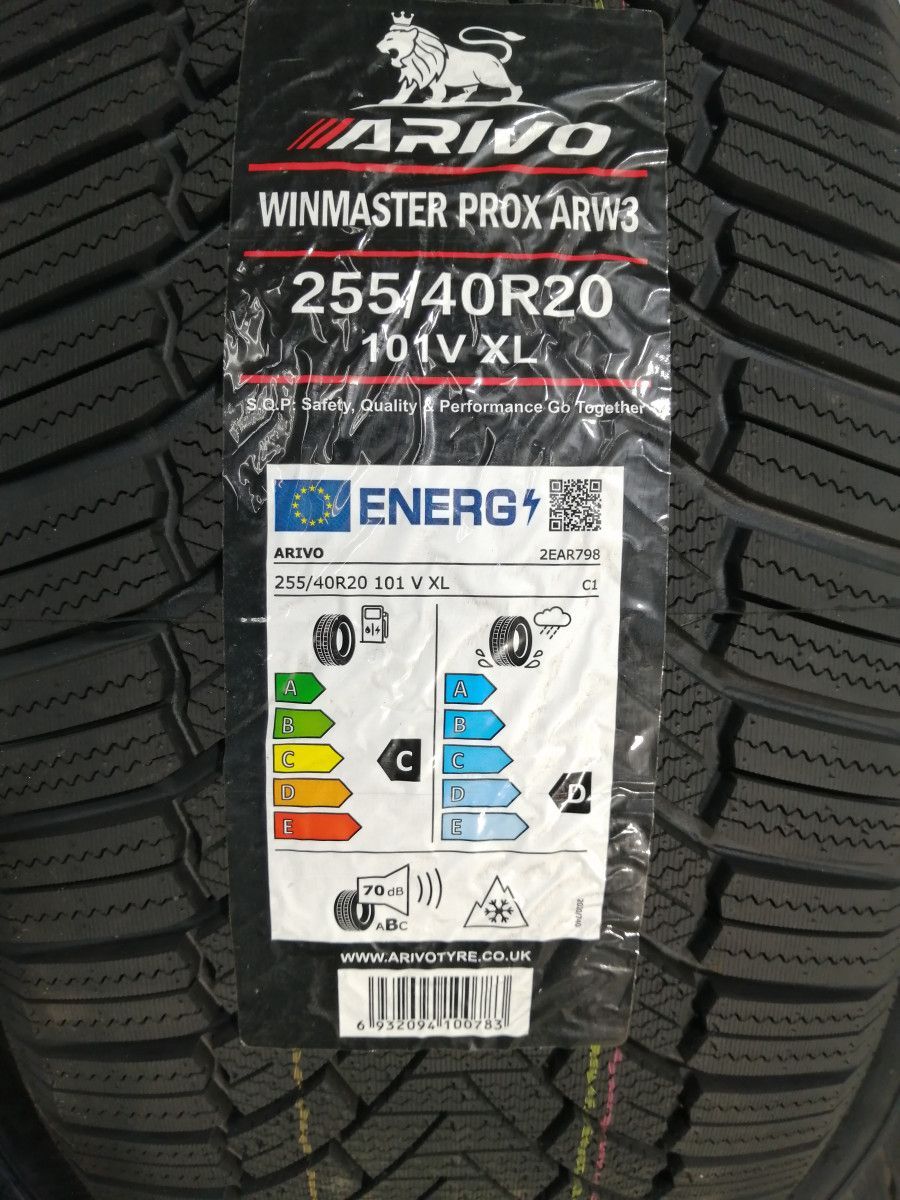 ARIVO
WINMASTER PROX ARW3
255/40R20
101V XL
S.Q.P: Safety, Quality & Performance Go Together
ENERG
ARIVO 2EAR798
255/40R20 101 V XL C1
A A
B B
C C C
D D D
E E
70 dB
ABC
2020/740
WWW.ARIVOTYRE.CO.UK
6 932094 100783